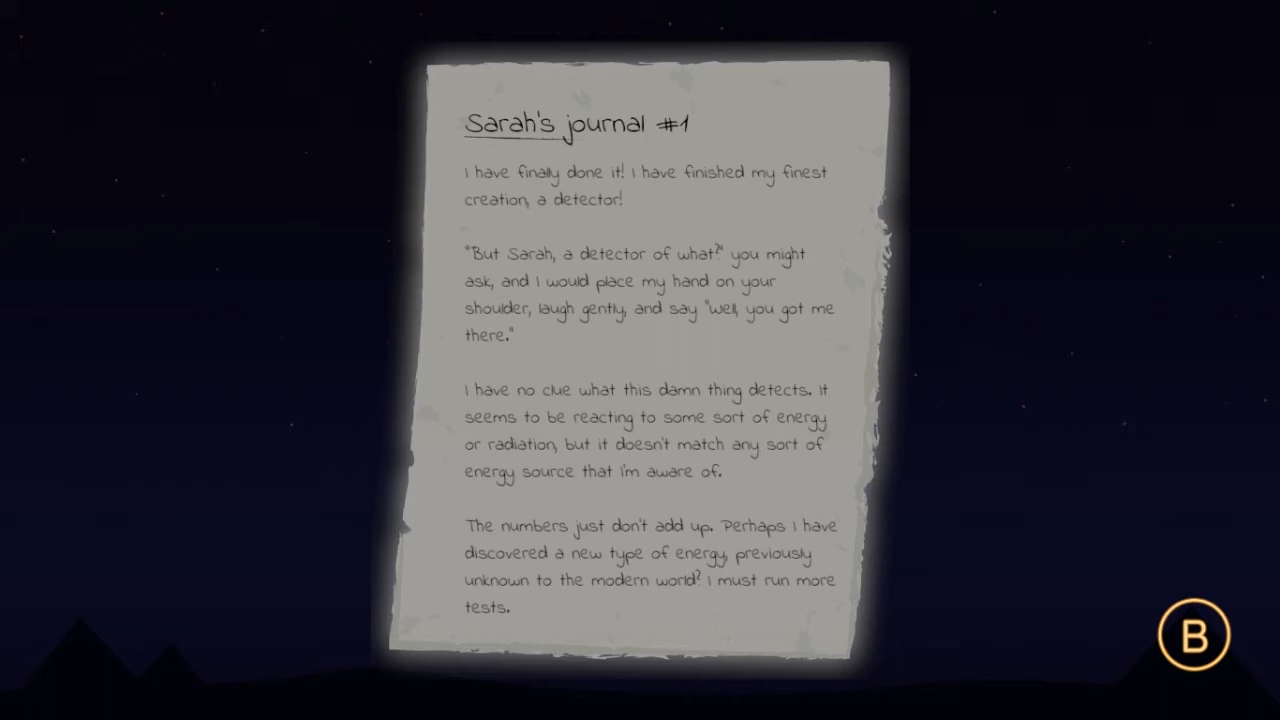 Sarah's journal #1
I have finally done it! I have finished my finest
creation, a detector!
"But Sarah, a detector of what?" you might
ask, and I would place my hand on your
shoulder, laugh gently, and say "well, you got me
there."
I have no clue what this damn thing detects. It
seems to be reacting to some sort of energy
or radiation, but it doesn't match any sort of
energy source that I'm aware of.
The numbers just don't add up. Perhaps I have
discovered a new type of energy, previously
unknown to the modern world? I must run more
tests.
B